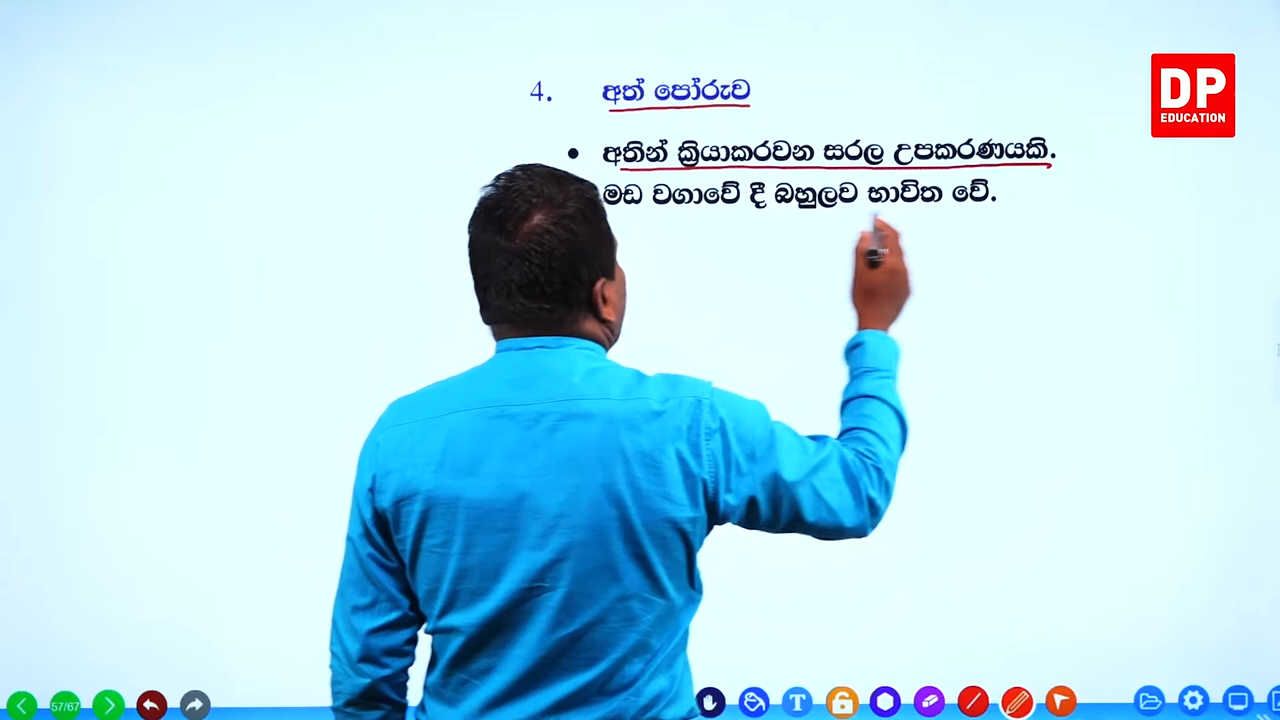 DP
EDUCATION
4. අත් පෝරුව
• අතින් ක්‍රියාකරවන සරල උපකරණයකි.
මඩ වගාවේ දී බහුලව භාවිත වේ.
57/67
T